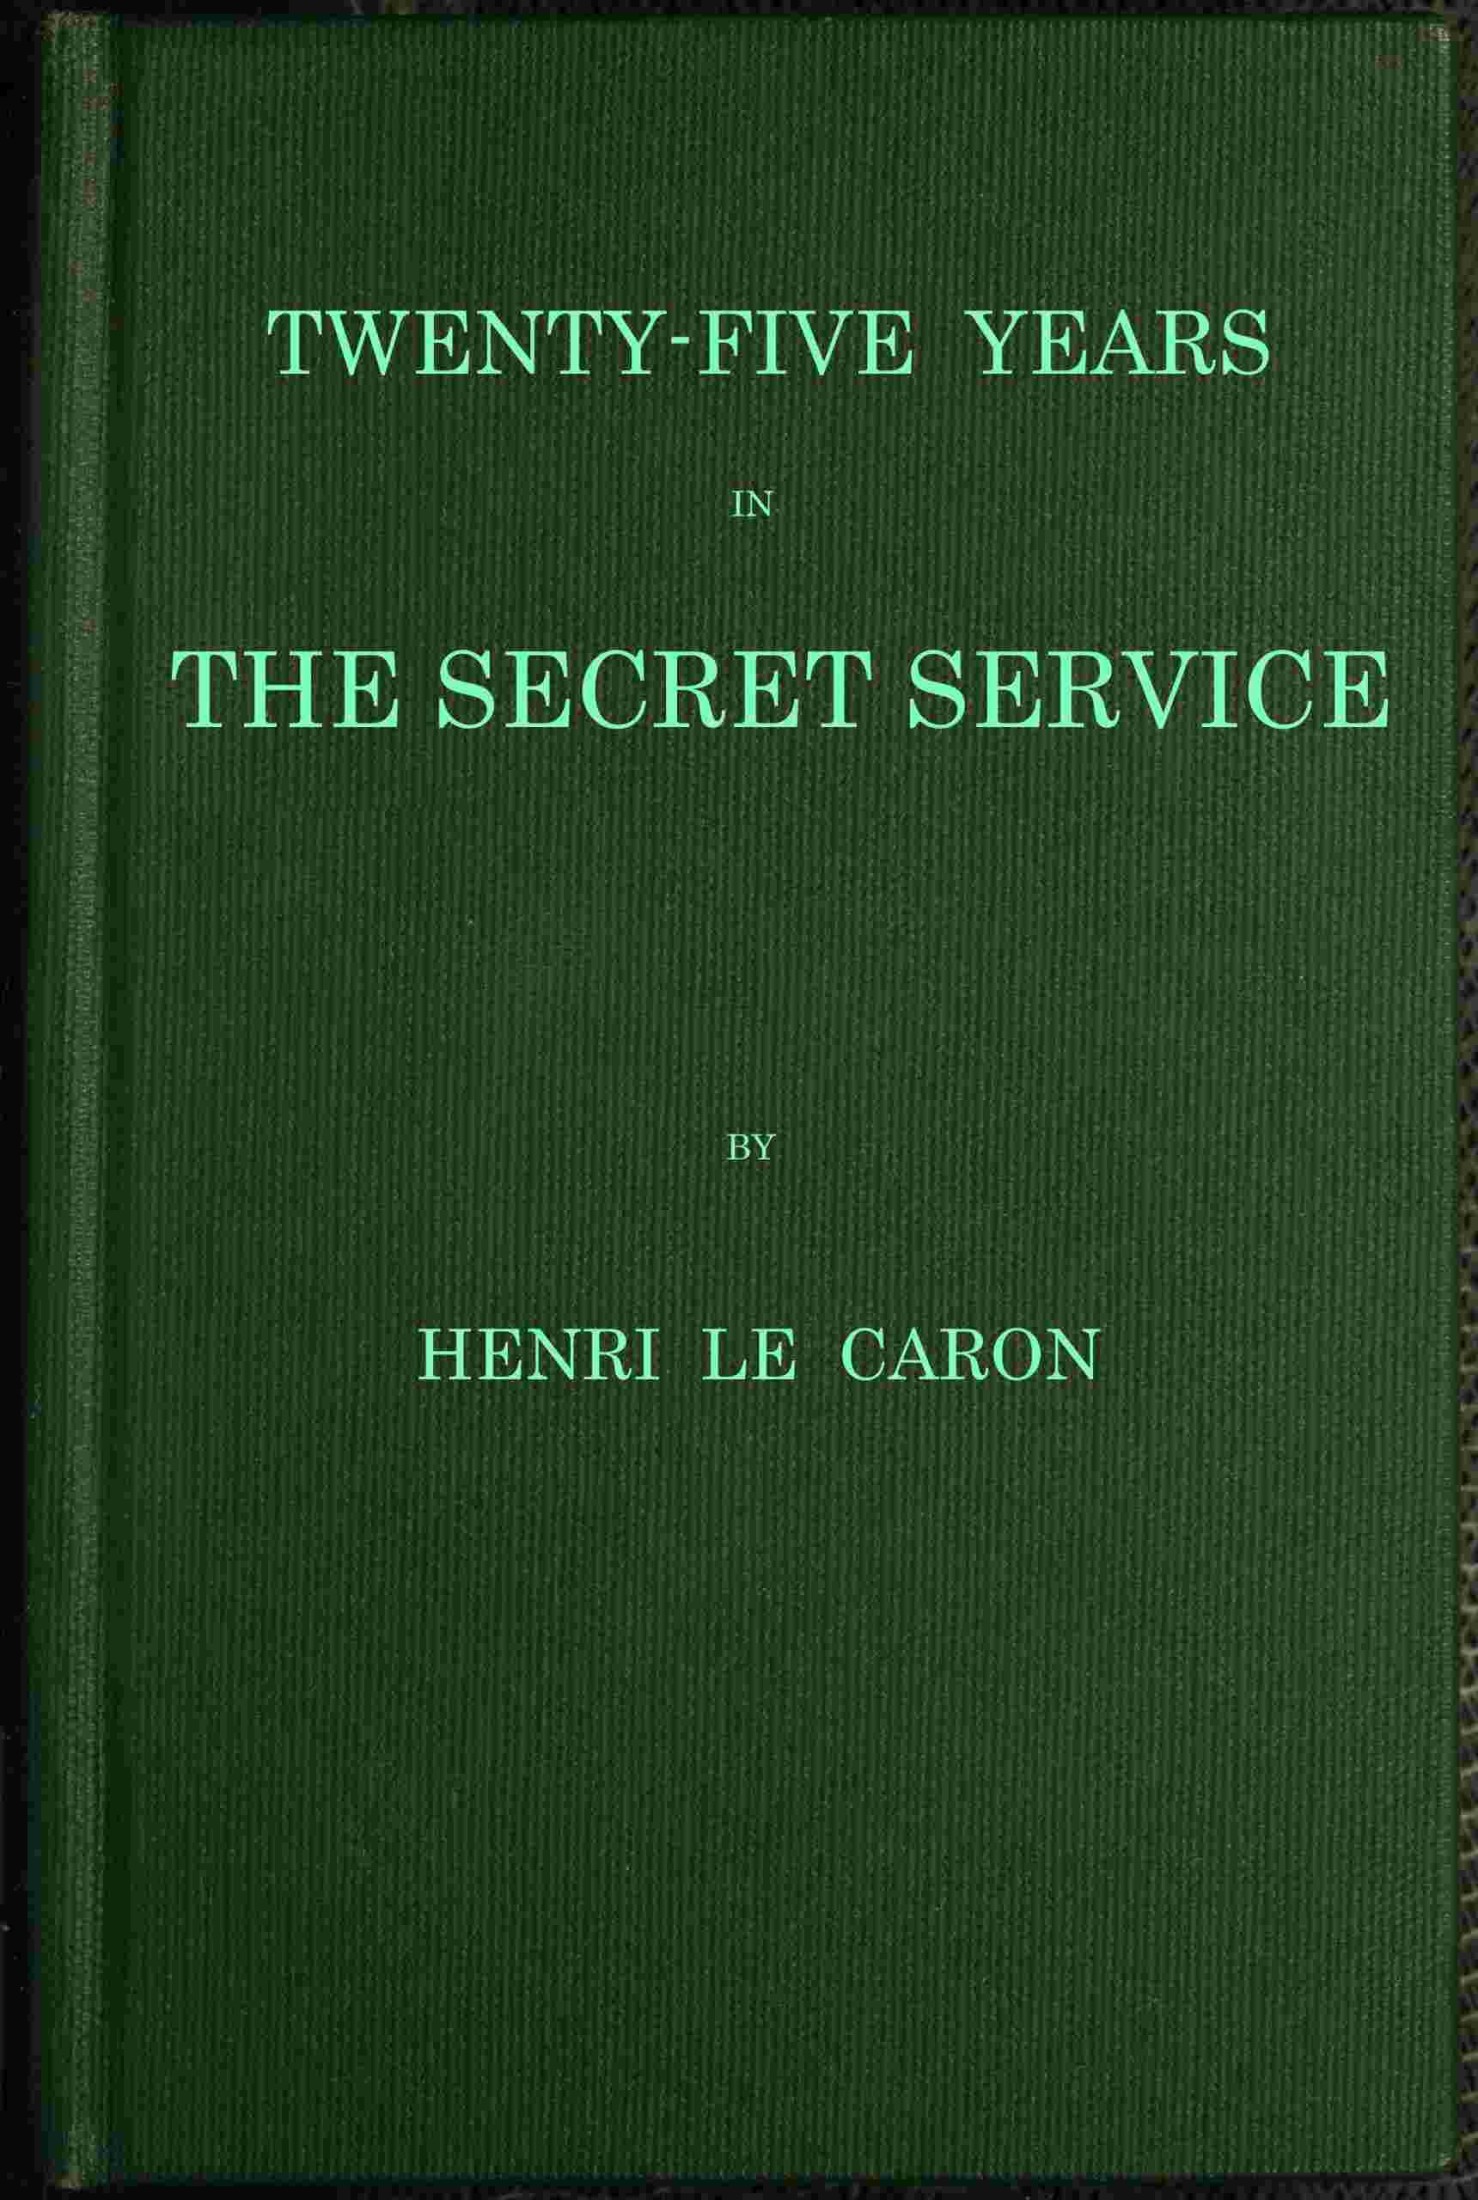 TWENTY-FIVE YEARS
IN
THE SECRET SERVICE
BY
HENRI LE CARON